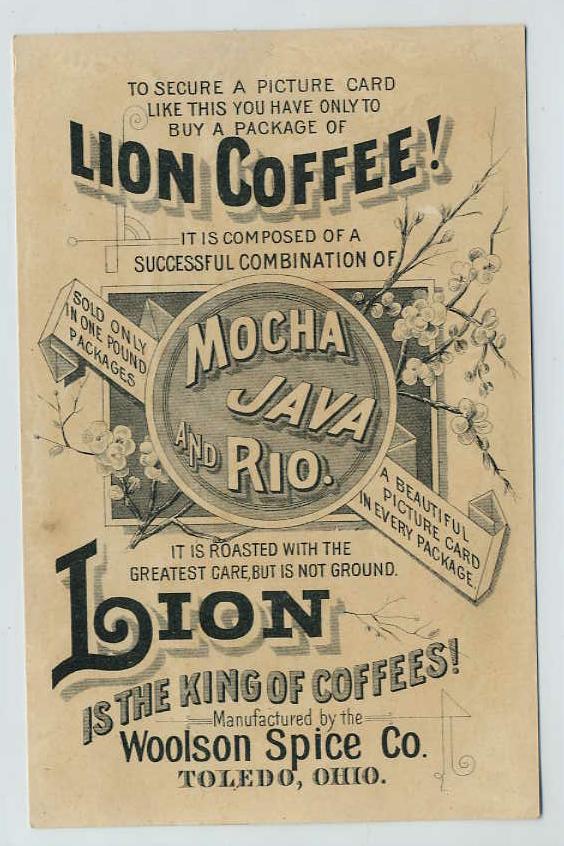 TO SECURE A PICTURE CARD
LIKE THIS YOU HAVE ONLY TO
BUY A PACKAGE OF
LION COFFEE!
IT IS COMPOSED OF A
SUCCESSFUL COMBINATION OF
SOLD ONLY
IN ONE POUND
PACKAGES
MOCHA
JAVA
AND RIO.
A BEAUTIFUL
PICTURE CARD
IN EVERY PACKAGE.
IT IS ROASTED WITH THE
GREATEST CARE, BUT IS NOT GROUND.
LION
IS THE KING OF COFFEES!
Manufactured by the
Woolson Spice Co.
TOLEDO, OHIO.